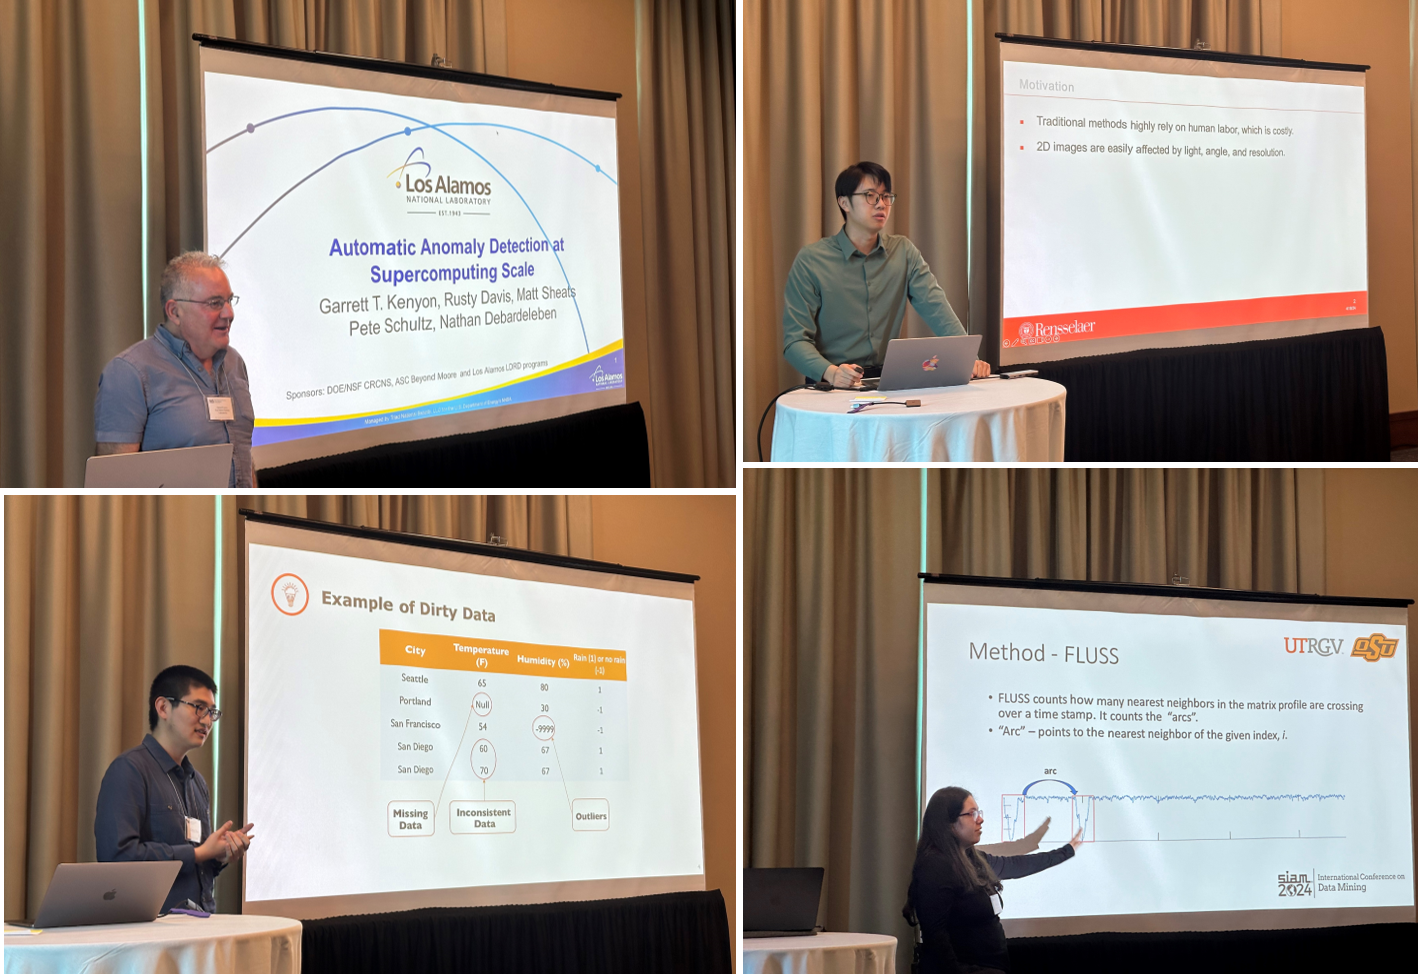 Los Alamos
NATIONAL LABORATORY
EST. 1943
Automatic Anomaly Detection at
Supercomputing Scale
Garrett T. Kenyon, Rusty Davis, Matt Sheats
Pete Schultz, Nathan Debardeleben
Sponsors: DOE/NSF CRCNS, ASC Beyond Moore and Los Alamos LDRD programs
Los Alamos
Motivation
Traditional methods highly rely on human labor, which is costly.
2D images are easily affected by light, angle, and resolution.
Rensselaer
2
Example of Dirty Data
City Temperature (F) Humidity (%) Rain (1) or no rain (-1)
Seattle 65 80 1
Portland Null 30 -1
San Francisco 54 -9999 -1
San Diego 60 67 1
San Diego 70 67 1
Missing Data
Inconsistent Data
Outliers
UTRGV OSU
Method - FLUSS
• FLUSS counts how many nearest neighbors in the matrix profile are crossing
over a time stamp. It counts the "arcs".
• "Arc" – points to the nearest neighbor of the given index, i.
arc
siam 2024
International Conference on
Data Mining